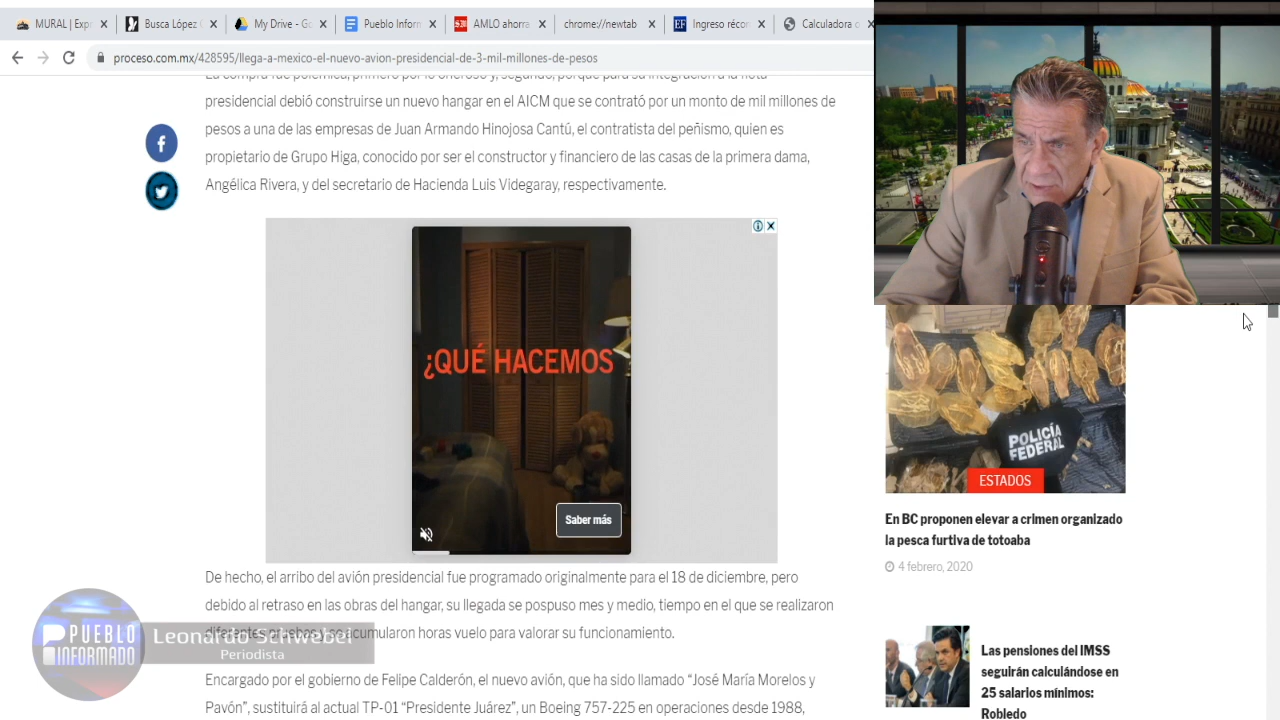 MURAL | Exp
Busca López O
My Drive - Go
Pueblo Inform
AMLO ahorra
chrome://newtab
Ingreso récor
Calculadora d
proceso.com.mx/428595/llega-a-mexico-el-nuevo-avion-presidencial-de-3-mil-millones-de-pesos
presidencial debió construirse un nuevo hangar en el AICM que se contrató por un monto de mil millones de
pesos a una de las empresas de Juan Armando Hinojosa Cantú, el contratista del peñismo, quien es
propietario de Grupo Higa, conocido por ser el constructor y financiero de las casas de la primera dama,
Angélica Rivera, y del secretario de Hacienda Luis Videgaray, respectivamente.
¿QUÉ HACEMOS
Saber más
De hecho, el arribo del avión presidencial fue programado originalmente para el 18 de diciembre, pero
debido al retraso en las obras del hangar, su llegada se pospuso mes y medio, tiempo en el que se realizaron
acumularon horas vuelo para valorar su funcionamiento.
Encargado por el gobierno de Felipe Calderón, el nuevo avión, que ha sido llamado “José María Morelos y
Pavón”, sustituirá al actual TP-01 “Presidente Juárez”, un Boeing 757-225 en operaciones desde 1988,
PUEBLO
INFORMADO
Leonardo Schwebel
Periodista
POLICÍA
FEDERAL
ESTADOS
En BC proponen elevar a crimen organizado
la pesca furtiva de totoaba
4 febrero, 2020
Las pensiones del IMSS
seguirán calculándose en
25 salarios mínimos:
Robledo